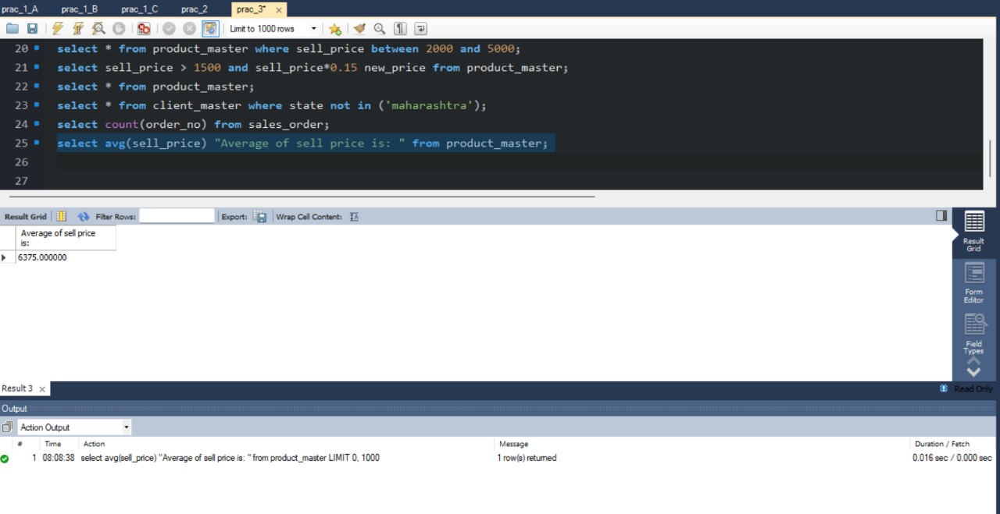 prac_1_A prac_1_B prac_1_C prac_2 prac_3*
Limit to 1000 rows
20 select * from product_master where sell_price between 2000 and 5000;
21 select sell_price > 1500 and sell_price*0.15 new_price from product_master;
22 select * from product_master;
23 select * from client_master where state not in ('maharashtra');
24 select count(order_no) from sales_order;
25 select avg(sell_price) "Average of sell price is: " from product_master;
26
27
Result Grid Filter Rows: Export: Wrap Cell Content:
Average of sell price
is:
6375.000000
Result
Grid
Form
Editor
Field
Types
Result 3 Read Only
Output
Action Output
# Time Action Message Duration / Fetch
1 08:08:38 select avg(sell_price) "Average of sell price is: " from product_master LIMIT 0, 1000 1 row(s) returned 0.016 sec / 0.000 sec